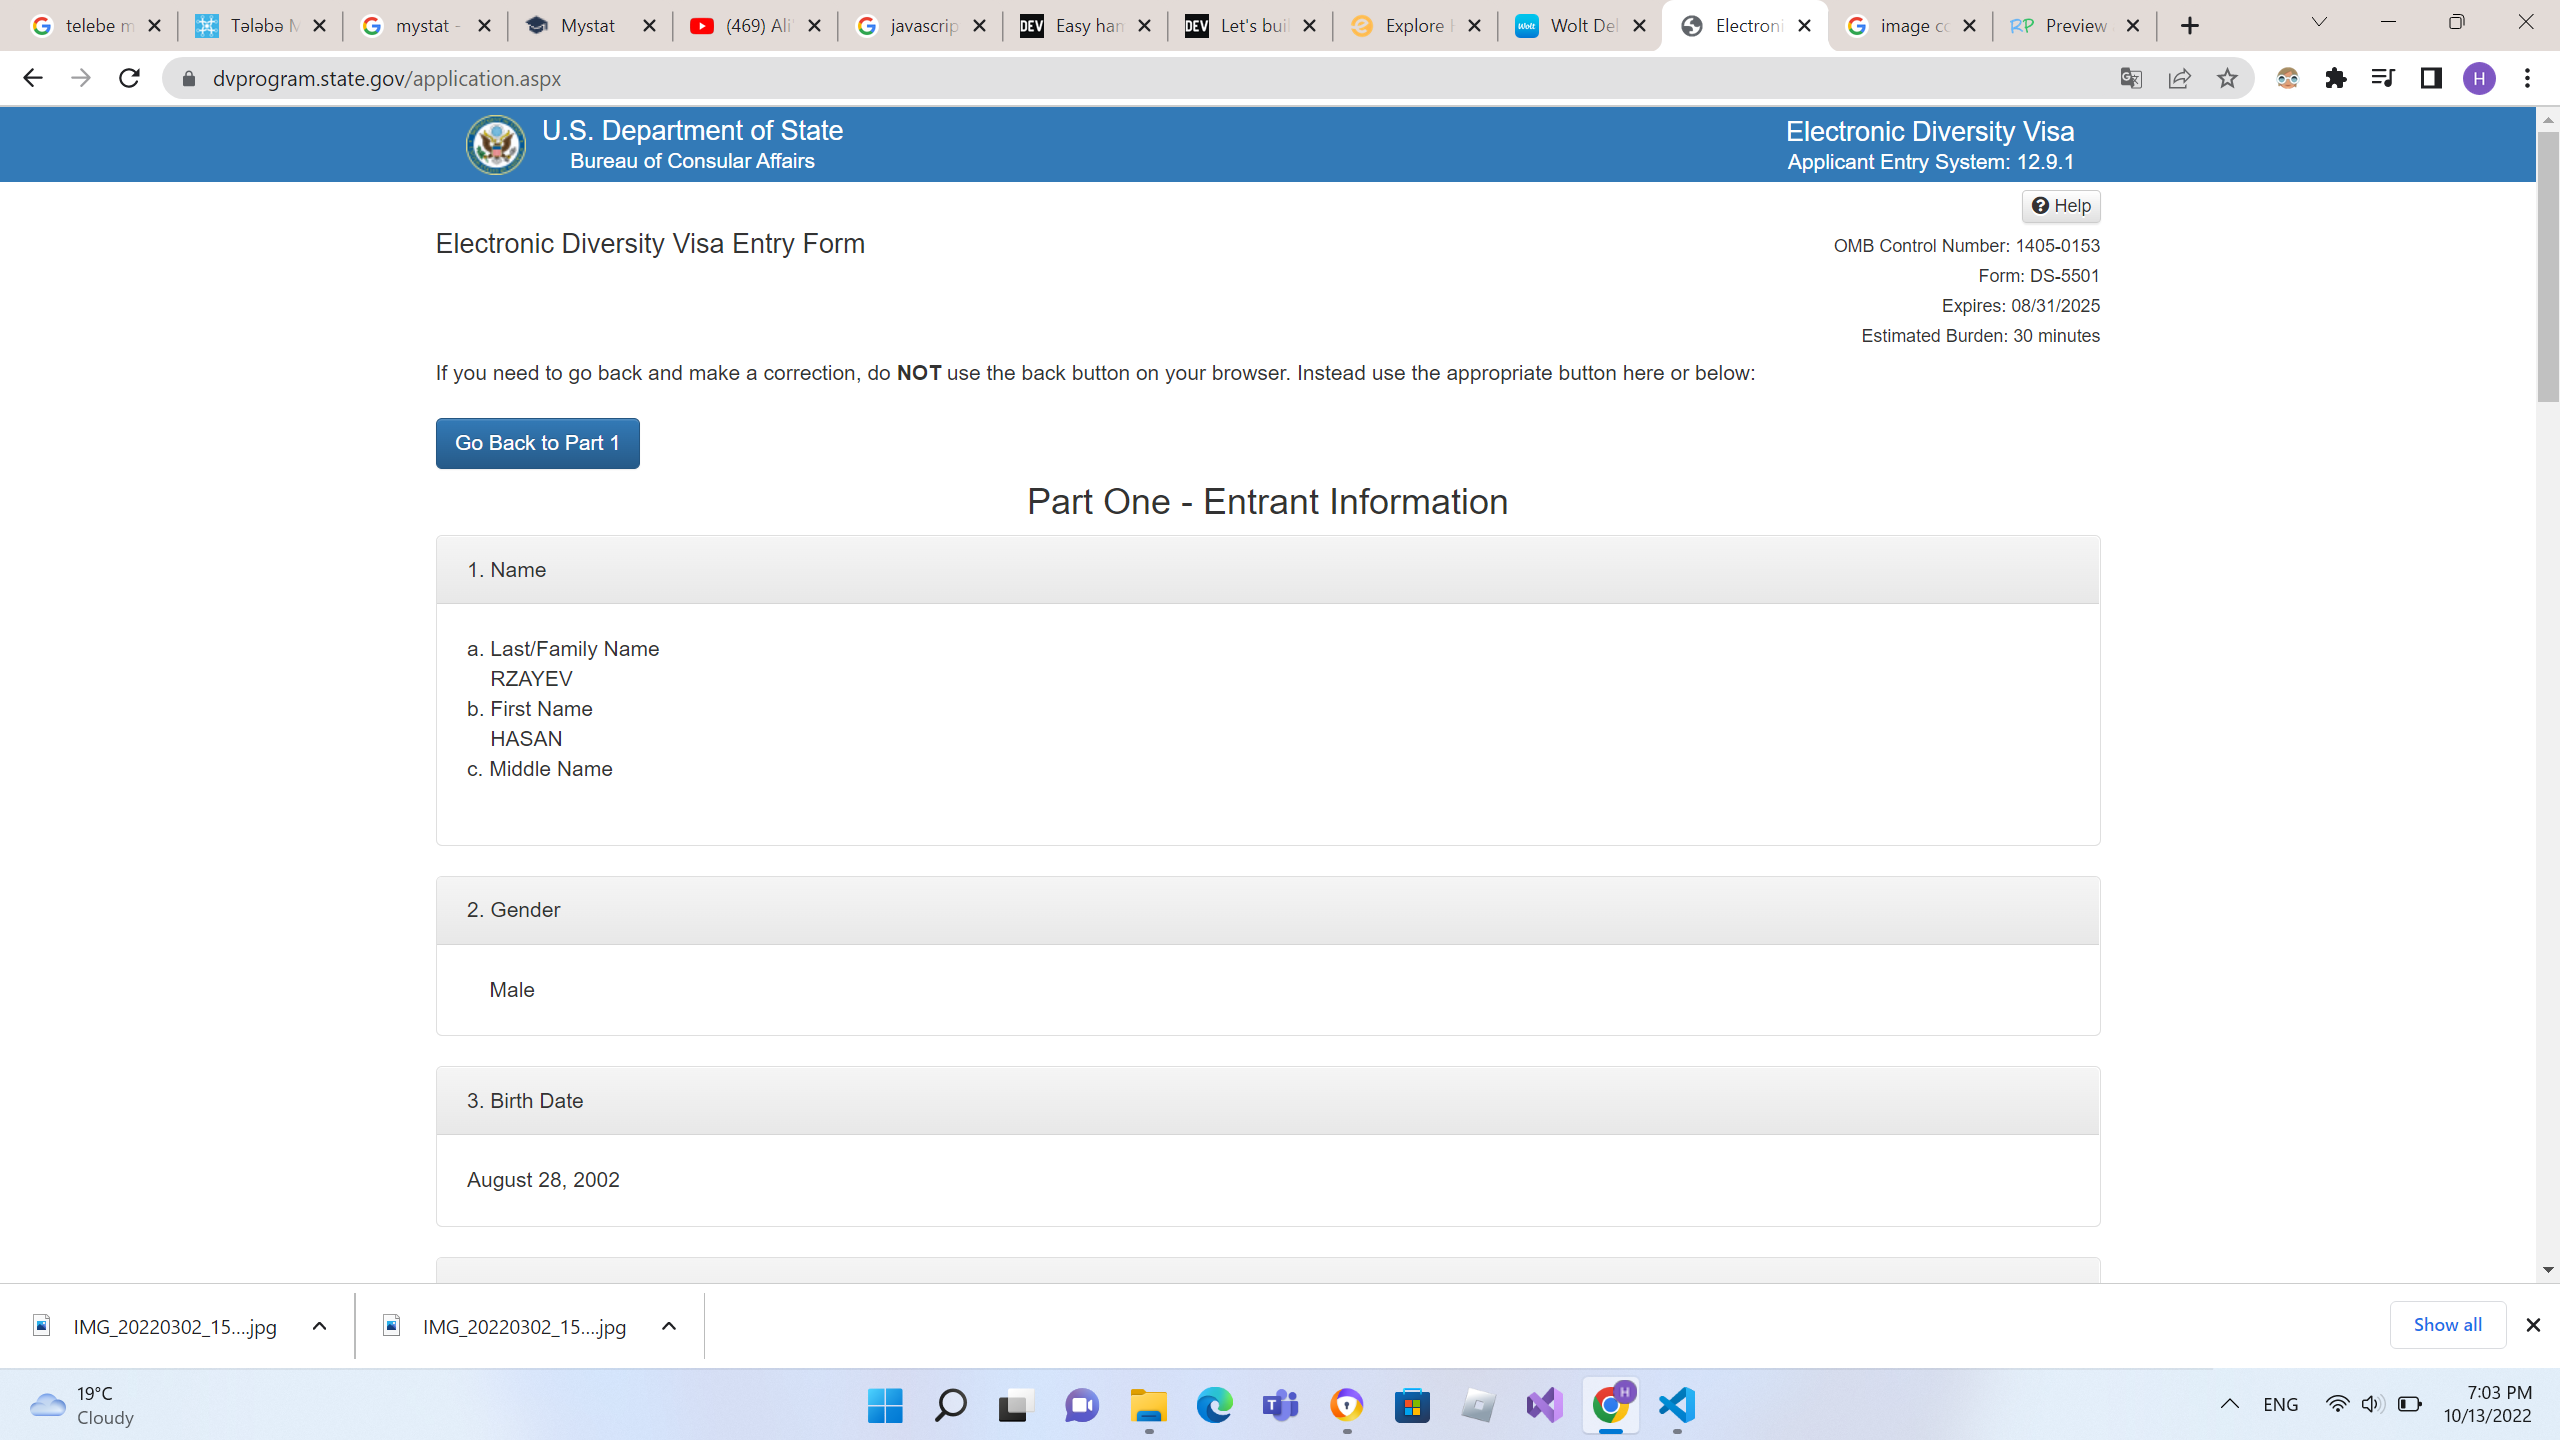 telebe m
Tələbə M
mystat -
Mystat
(469) Ali
javascrip
DEV Easy han
DEV Let's buil
Explore
Wolt Wolt Del
Electroni
image co
RP Preview
dvprogram.state.gov/application.aspx
H
U.S. Department of State
Bureau of Consular Affairs
Electronic Diversity Visa
Applicant Entry System: 12.9.1
Help
Electronic Diversity Visa Entry Form
OMB Control Number: 1405-0153
Form: DS-5501
Expires: 08/31/2025
Estimated Burden: 30 minutes
If you need to go back and make a correction, do NOT use the back button on your browser. Instead use the appropriate button here or below:
Go Back to Part 1
Part One - Entrant Information
1. Name
a. Last/Family Name
RZAYEV
b. First Name
HASAN
c. Middle Name
2. Gender
Male
3. Birth Date
August 28, 2002
IMG_20220302_15....jpg
IMG_20220302_15....jpg
Show all
19°C
Cloudy
ENG
7:03 PM
10/13/2022